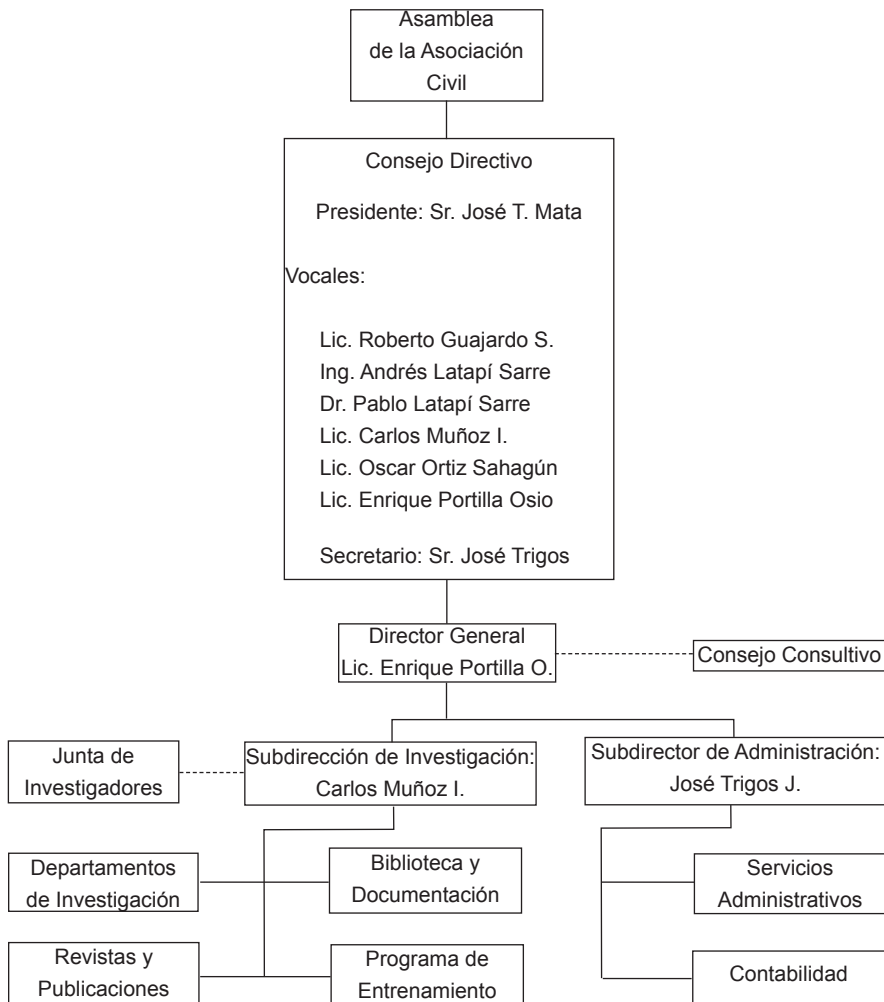 Asamblea
de la Asociación
Civil
Consejo Directivo
Presidente: Sr. José T. Mata
Vocales:
Lic. Roberto Guajardo S.
Ing. Andrés Latapí Sarre
Dr. Pablo Latapí Sarre
Lic. Carlos Muñoz I.
Lic. Oscar Ortiz Sahagún
Lic. Enrique Portilla Osio
Secretario: Sr. José Trigos
Director General
Lic. Enrique Portilla O.
Consejo Consultivo
Junta de
Investigadores
Subdirección de Investigación:
Carlos Muñoz I.
Subdirector de Administración:
José Trigos J.
Departamentos
de Investigación
Biblioteca y
Documentación
Servicios
Administrativos
Revistas y
Publicaciones
Programa de
Entrenamiento
Contabilidad